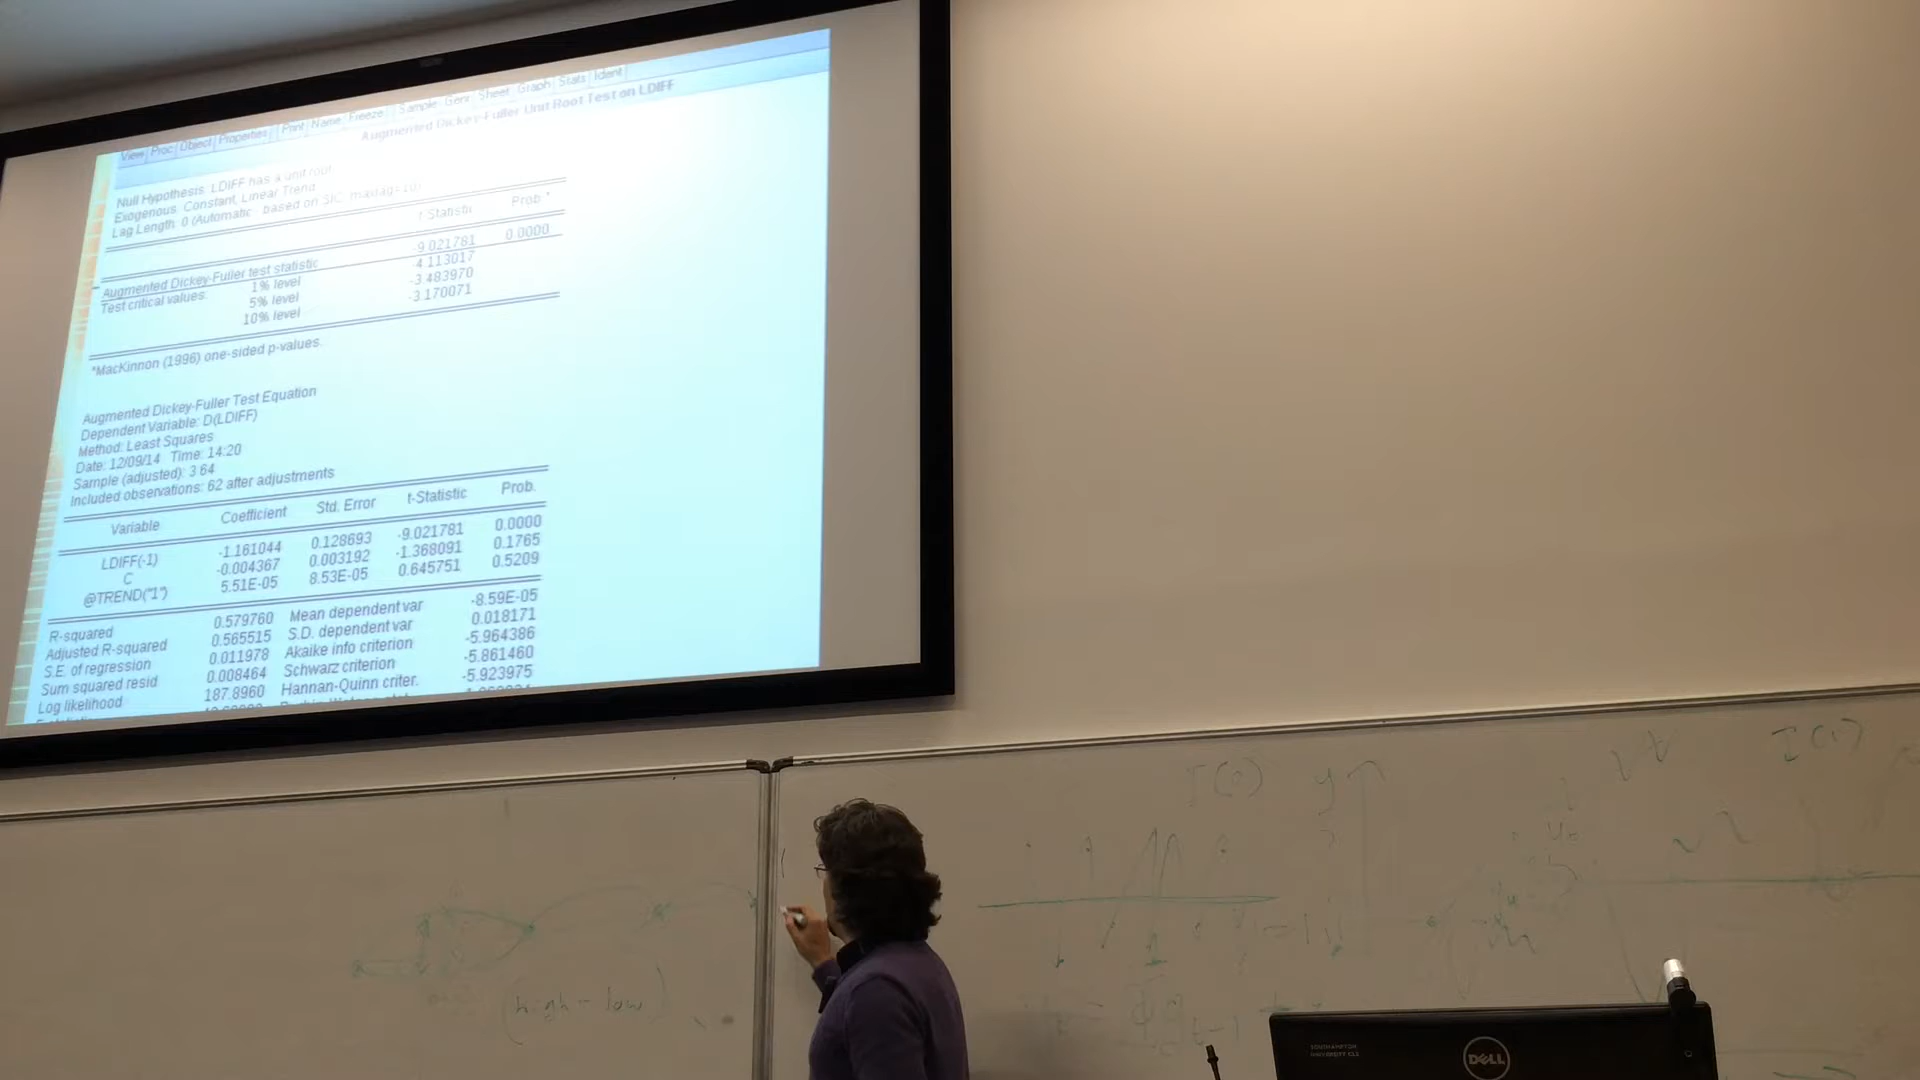 View Proc Object Properties Print Name Freeze Sample Genr Sheet Graph Stats Ident
Augmented Dickey-Fuller Unit Root Test on LDIFF
Null Hypothesis: LDIFF has a unit root
Exogenous: Constant, Linear Trend
Lag Length: 0 (Automatic - based on SIC, maxlag=10)
t-Statistic Prob.*
Augmented Dickey-Fuller test statistic -9.021781 0.0000
Test critical values: 1% level -4.113017
5% level -3.483970
10% level -3.170071
*MacKinnon (1996) one-sided p-values.
Augmented Dickey-Fuller Test Equation
Dependent Variable: D(LDIFF)
Method: Least Squares
Date: 12/09/14 Time: 14:20
Sample (adjusted): 3 64
Included observations: 62 after adjustments
Variable Coefficient Std. Error t-Statistic Prob.
LDIFF(-1) -1.161044 0.128693 -9.021781 0.0000
C -0.004367 0.003192 -1.368091 0.1765
@TREND("1") 5.51E-05 8.53E-05 0.645751 0.5209
R-squared 0.579760 Mean dependent var -8.59E-05
Adjusted R-squared 0.565515 S.D. dependent var 0.018171
S.E. of regression 0.011978 Akaike info criterion -5.964386
Sum squared resid 0.008464 Schwarz criterion -5.861460
Log likelihood 187.8960 Hannan-Quinn criter. -5.923975
I(0) y I(1)
(high - low)
SOUTHAMPTON
UNIVERSITY CLS
DELL